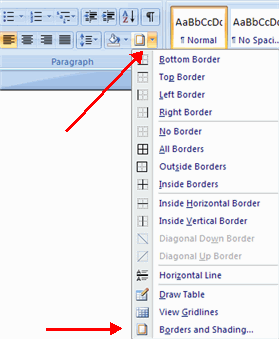 AaBbCcDc AaBbCcDc
¶ Normal ¶ No Spaci...
Paragraph
Bottom Border
Top Border
Left Border
Right Border
No Border
All Borders
Outside Borders
Inside Borders
Inside Horizontal Border
Inside Vertical Border
Diagonal Down Border
Diagonal Up Border
Horizontal Line
Draw Table
View Gridlines
Borders and Shading...